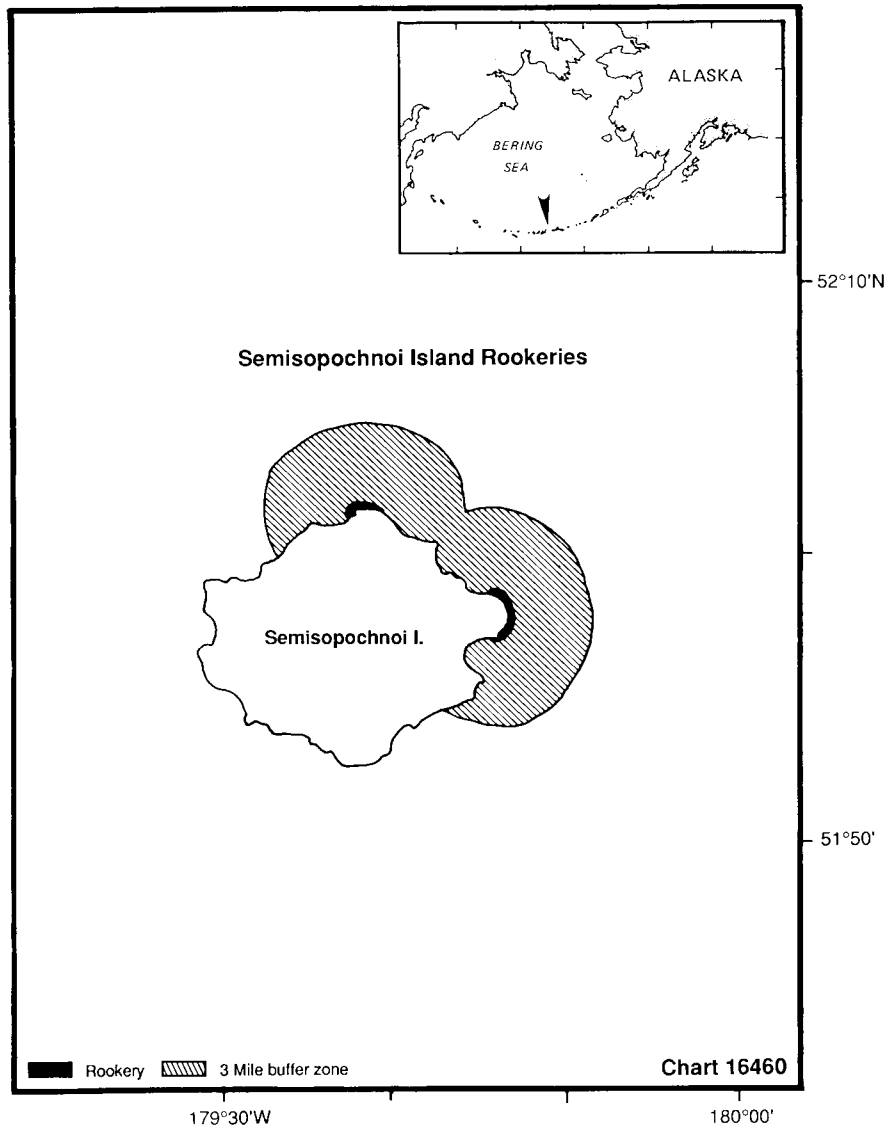 ALASKA
BERING
SEA
52°10'N
Semisopochnoi Island Rookeries
Semisopochnoi I.
51°50'
Rookery
3 Mile buffer zone
Chart 16460
179°30'W
180°00'